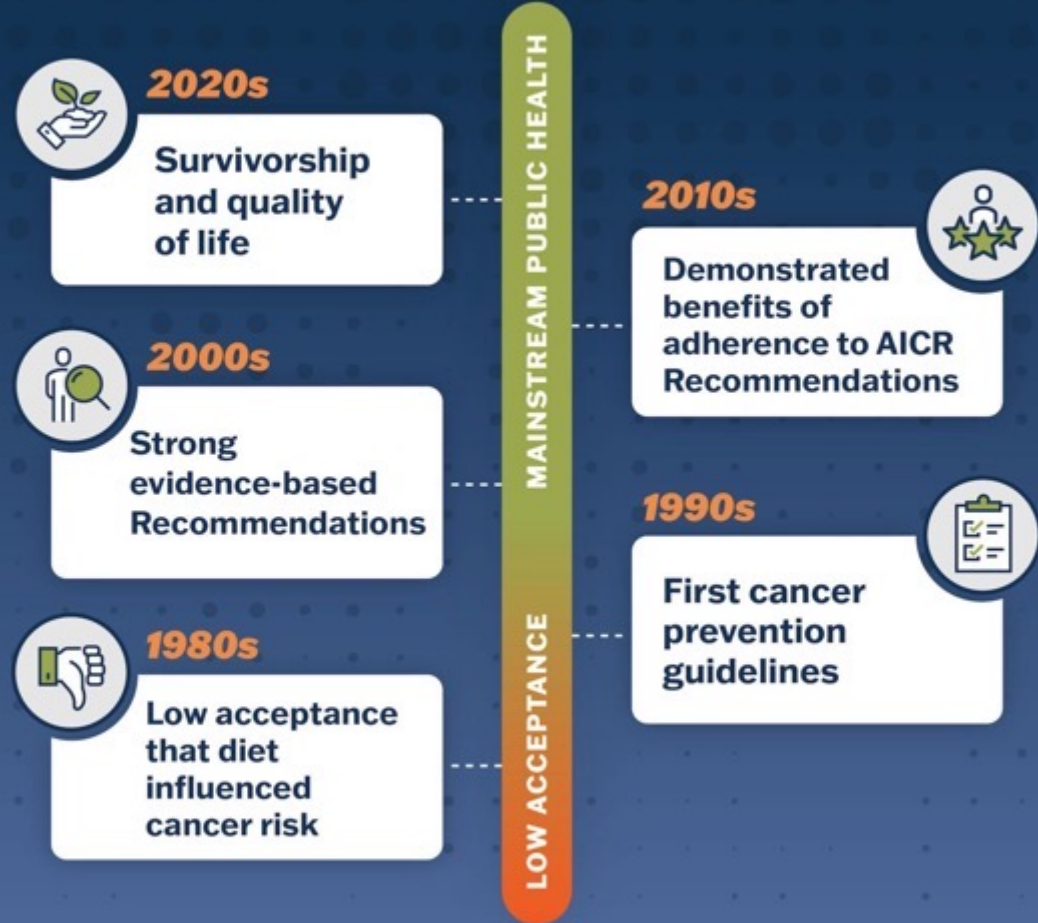 2020s
Survivorship
and quality
of life
MAINSTREAM PUBLIC HEALTH
2010s
Demonstrated
benefits of
adherence to AICR
Recommendations
2000s
Strong
evidence-based
Recommendations
1990s
First cancer
prevention
guidelines
1980s
Low acceptance
that diet
influenced
cancer risk
LOW ACCEPTANCE